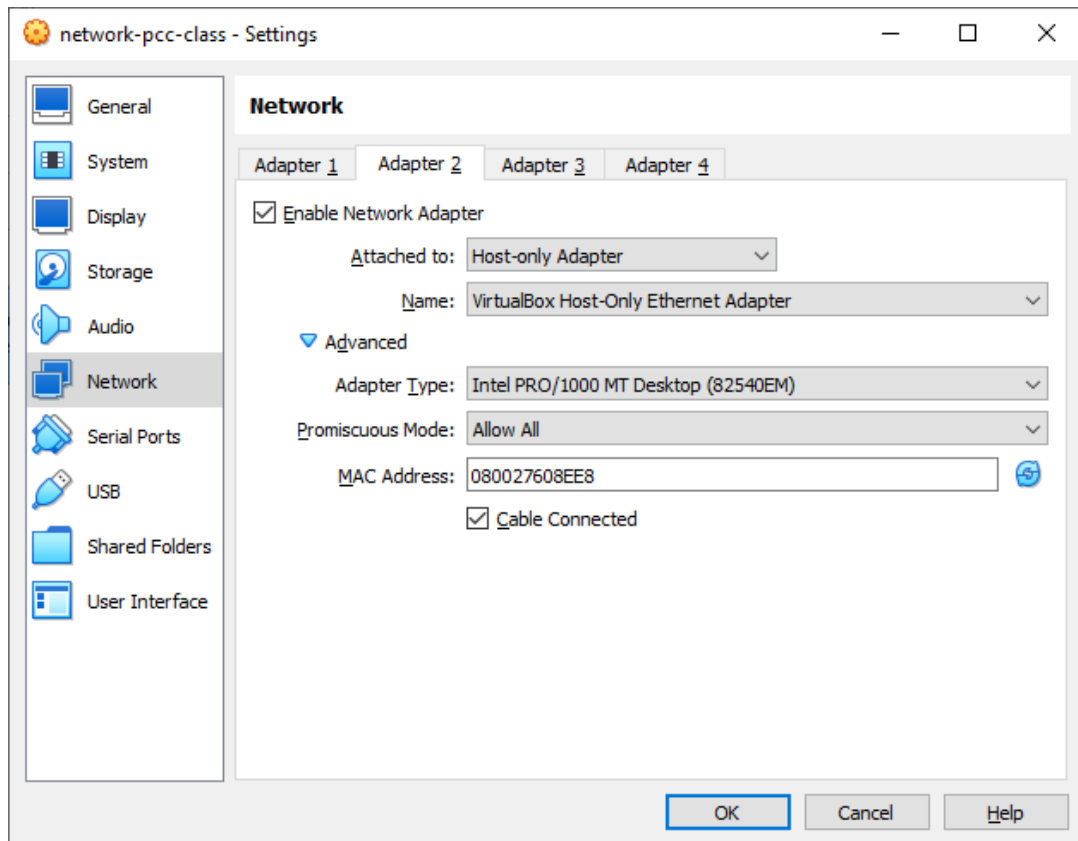 network-pcc-class - Settings
General
System
Display
Storage
Audio
Network
Serial Ports
USB
Shared Folders
User Interface
Network
Adapter 1 Adapter 2 Adapter 3 Adapter 4
Enable Network Adapter
Attached to: Host-only Adapter
Name: VirtualBox Host-Only Ethernet Adapter
Advanced
Adapter Type: Intel PRO/1000 MT Desktop (82540EM)
Promiscuous Mode: Allow All
MAC Address: 080027608EE8
Cable Connected
OK Cancel Help